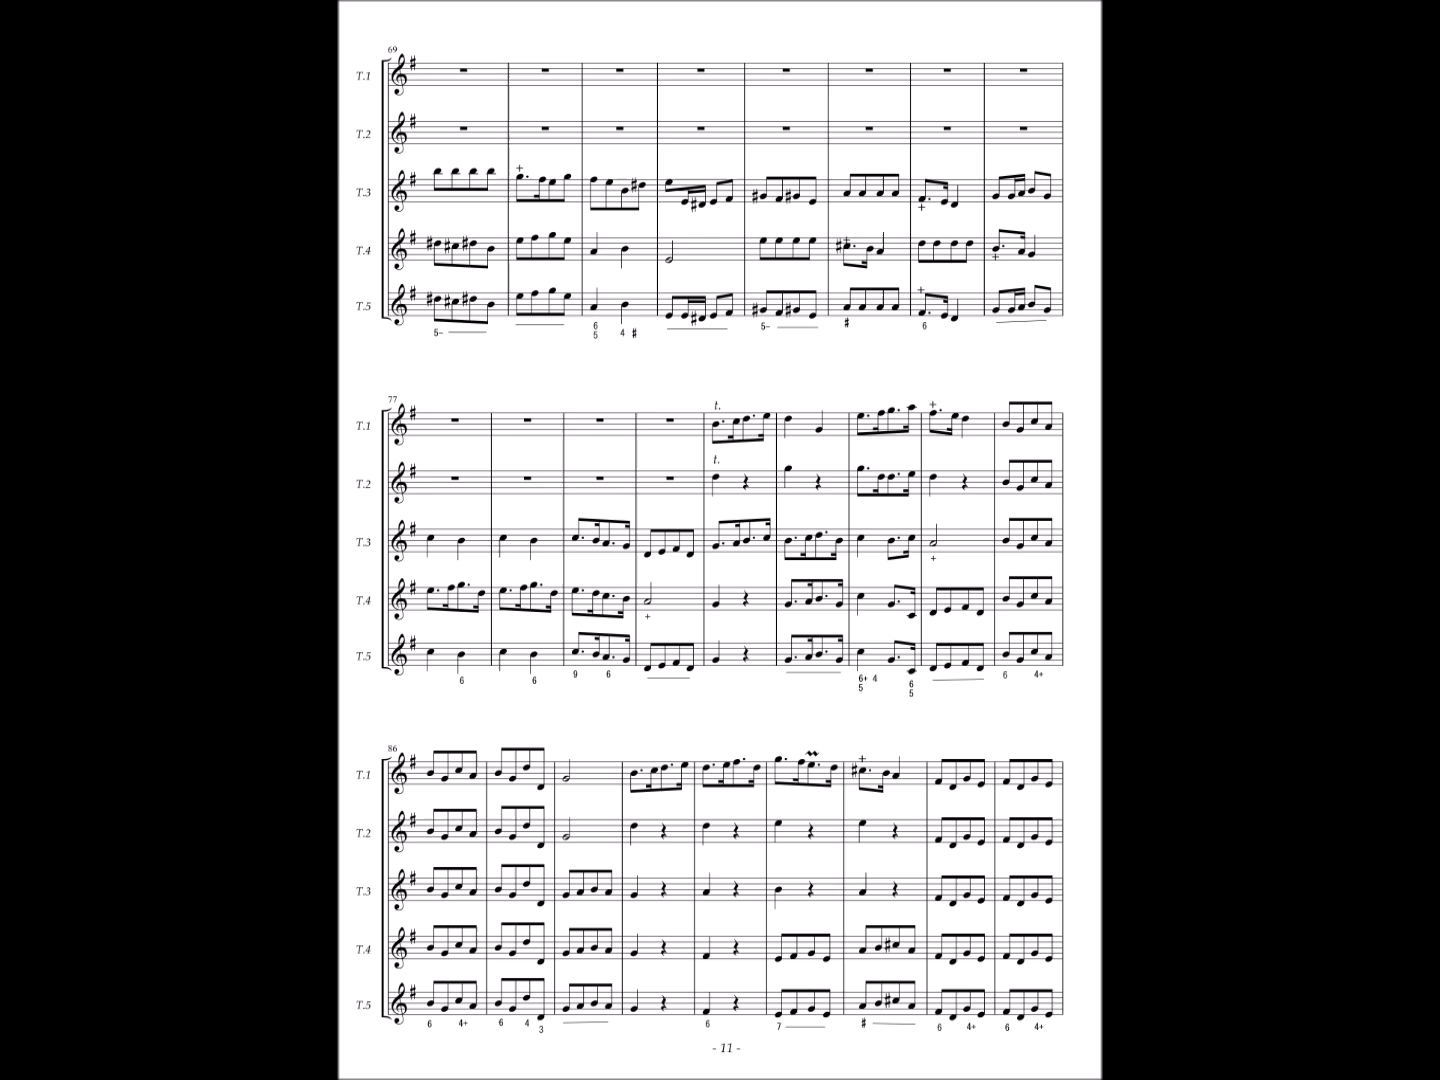 69
T.1
T.2
T.3
T.4
T.5
5– 6 4 # 5– # 6
5
77
T.1
t.
T.2
t.
T.3
T.4
T.5
6 6 9 6 6+ 4 6 6 4+
5 5
86
T.1
T.2
T.3
T.4
T.5
6 4+ 6 4 3 6 7 # 6 4+ 6 4+
- 11 -